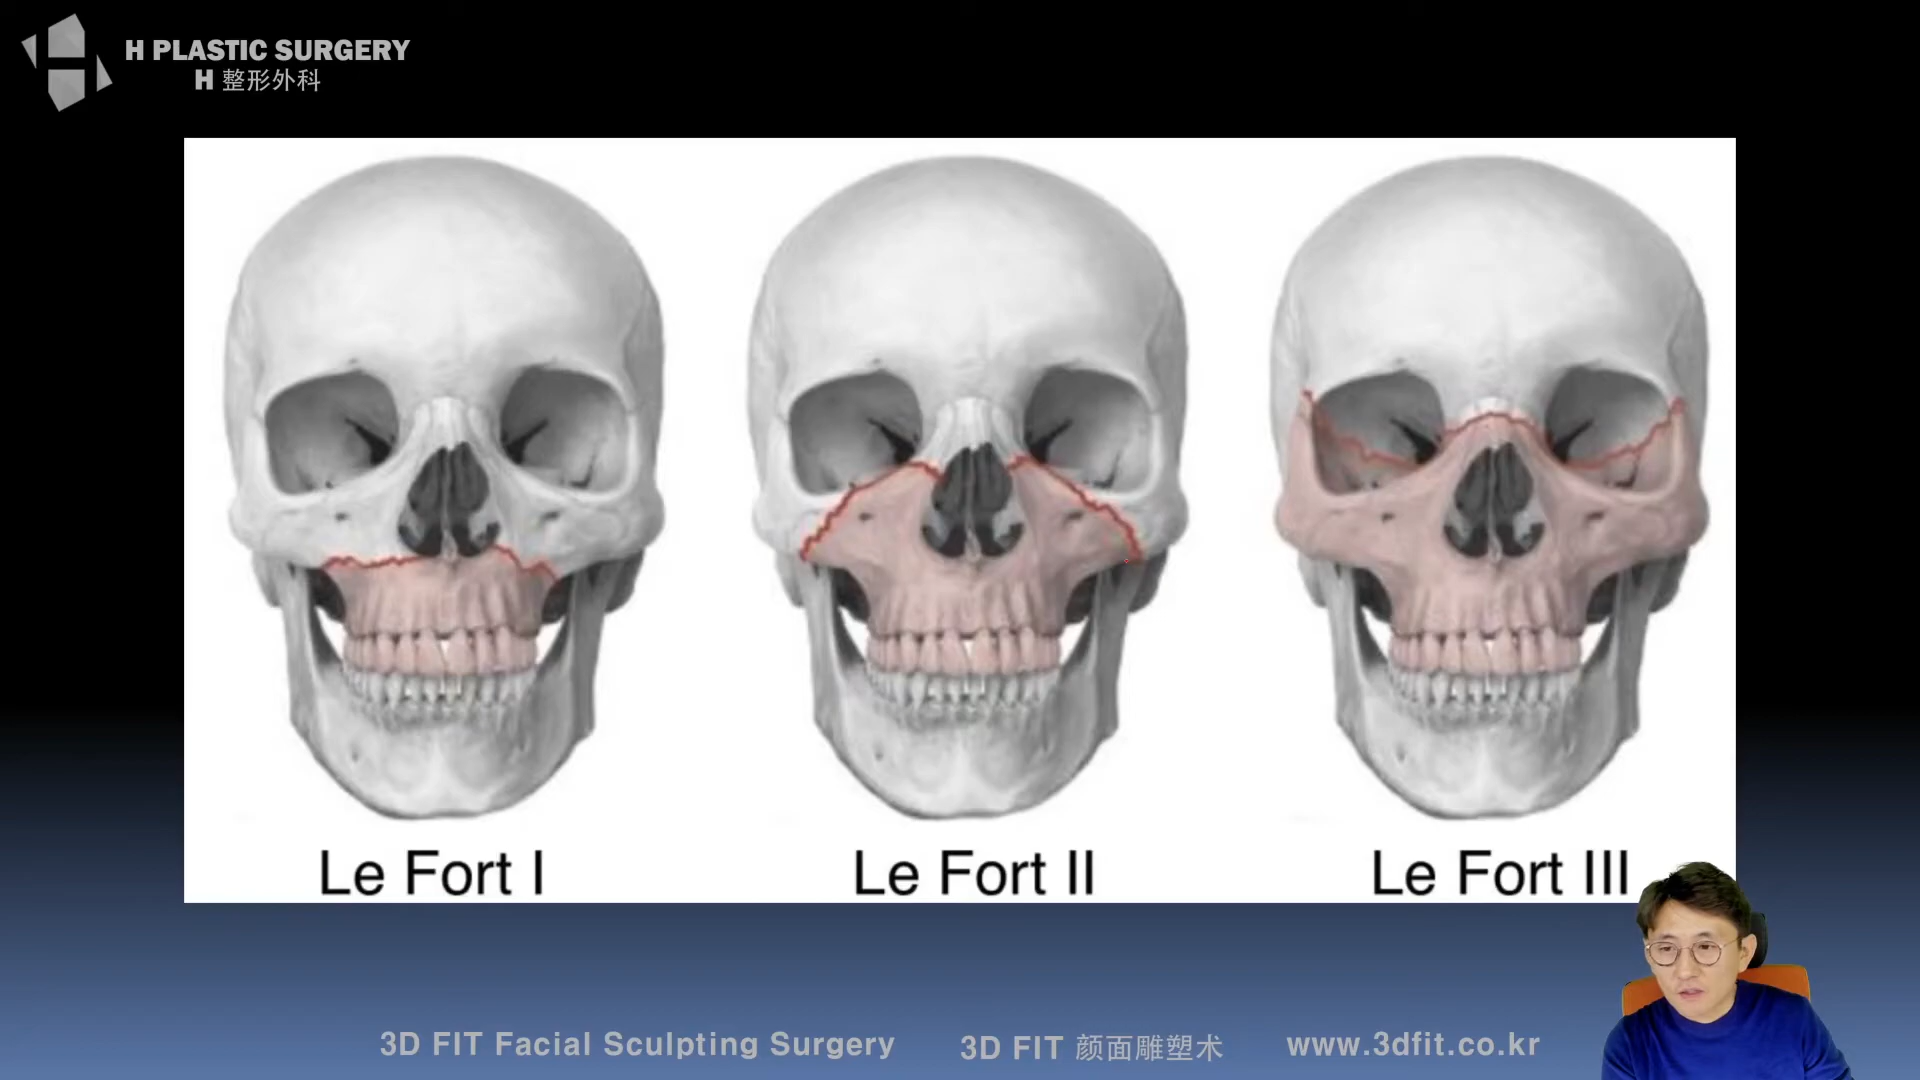 H PLASTIC SURGERY
H 整形外科
Le Fort I
Le Fort II
Le Fort III
3D FIT Facial Sculpting Surgery
3D FIT 颜面雕塑术
www.3dfit.co.kr